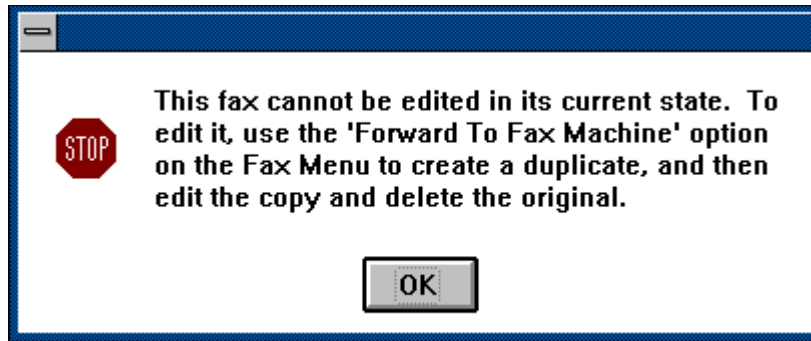 This fax cannot be edited in its current state.  To
STOP
edit it, use the 'Forward To Fax Machine' option
on the Fax Menu to create a duplicate, and then
edit the copy and delete the original.
OK